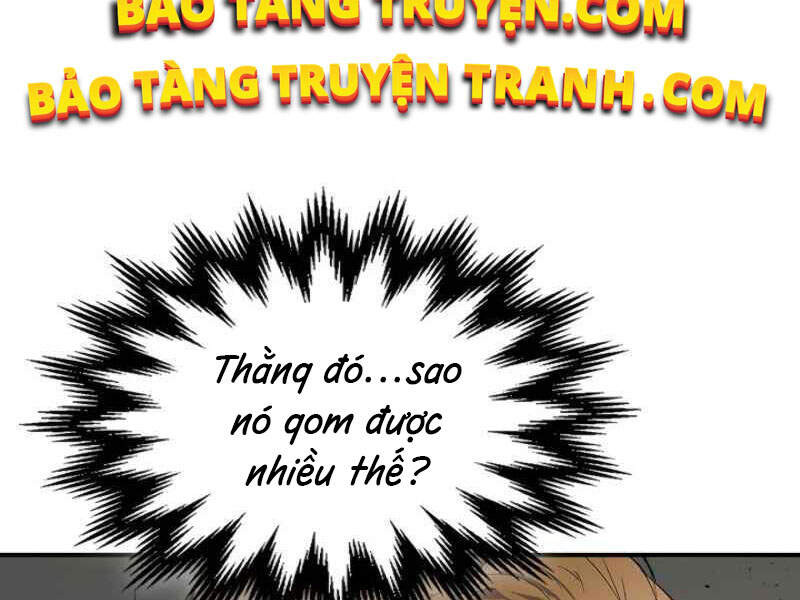 BẢO TÀNG TRUYỆN.COM
BẢO TÀNG TRUYỆN TRANH.COM
Thằng đó...sao
nó gom được
nhiều thế?